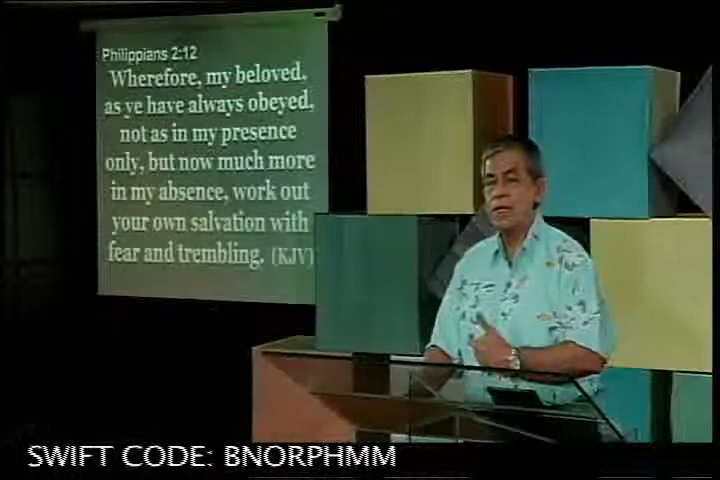 Philippians 2:12
Wherefore, my beloved,
as ye have always obeyed,
not as in my presence
only, but now much more
in my absence, work out
your own salvation with
fear and trembling. (KJV)
SWIFT CODE: BNORPHMM